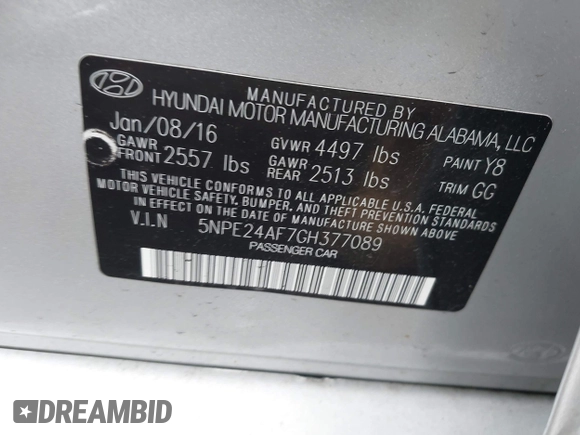 MANUFACTURED BY
HYUNDAI MOTOR MANUFACTURING ALABAMA, LLC
Jan/08/16 GVWR 4497 lbs PAINT Y8
GAWR FRONT 2557 lbs GAWR REAR 2513 lbs TRIM GG
THIS VEHICLE CONFORMS TO ALL APPLICABLE U.S.A. FEDERAL
MOTOR VEHICLE SAFETY, BUMPER, AND THEFT PREVENTION STANDARDS
IN EFFECT ON THE DATE OF MANUFACTURE SHOWN ABOVE.
V.I.N 5NPE24AF7GH377089
PASSENGER CAR
DREAMBID